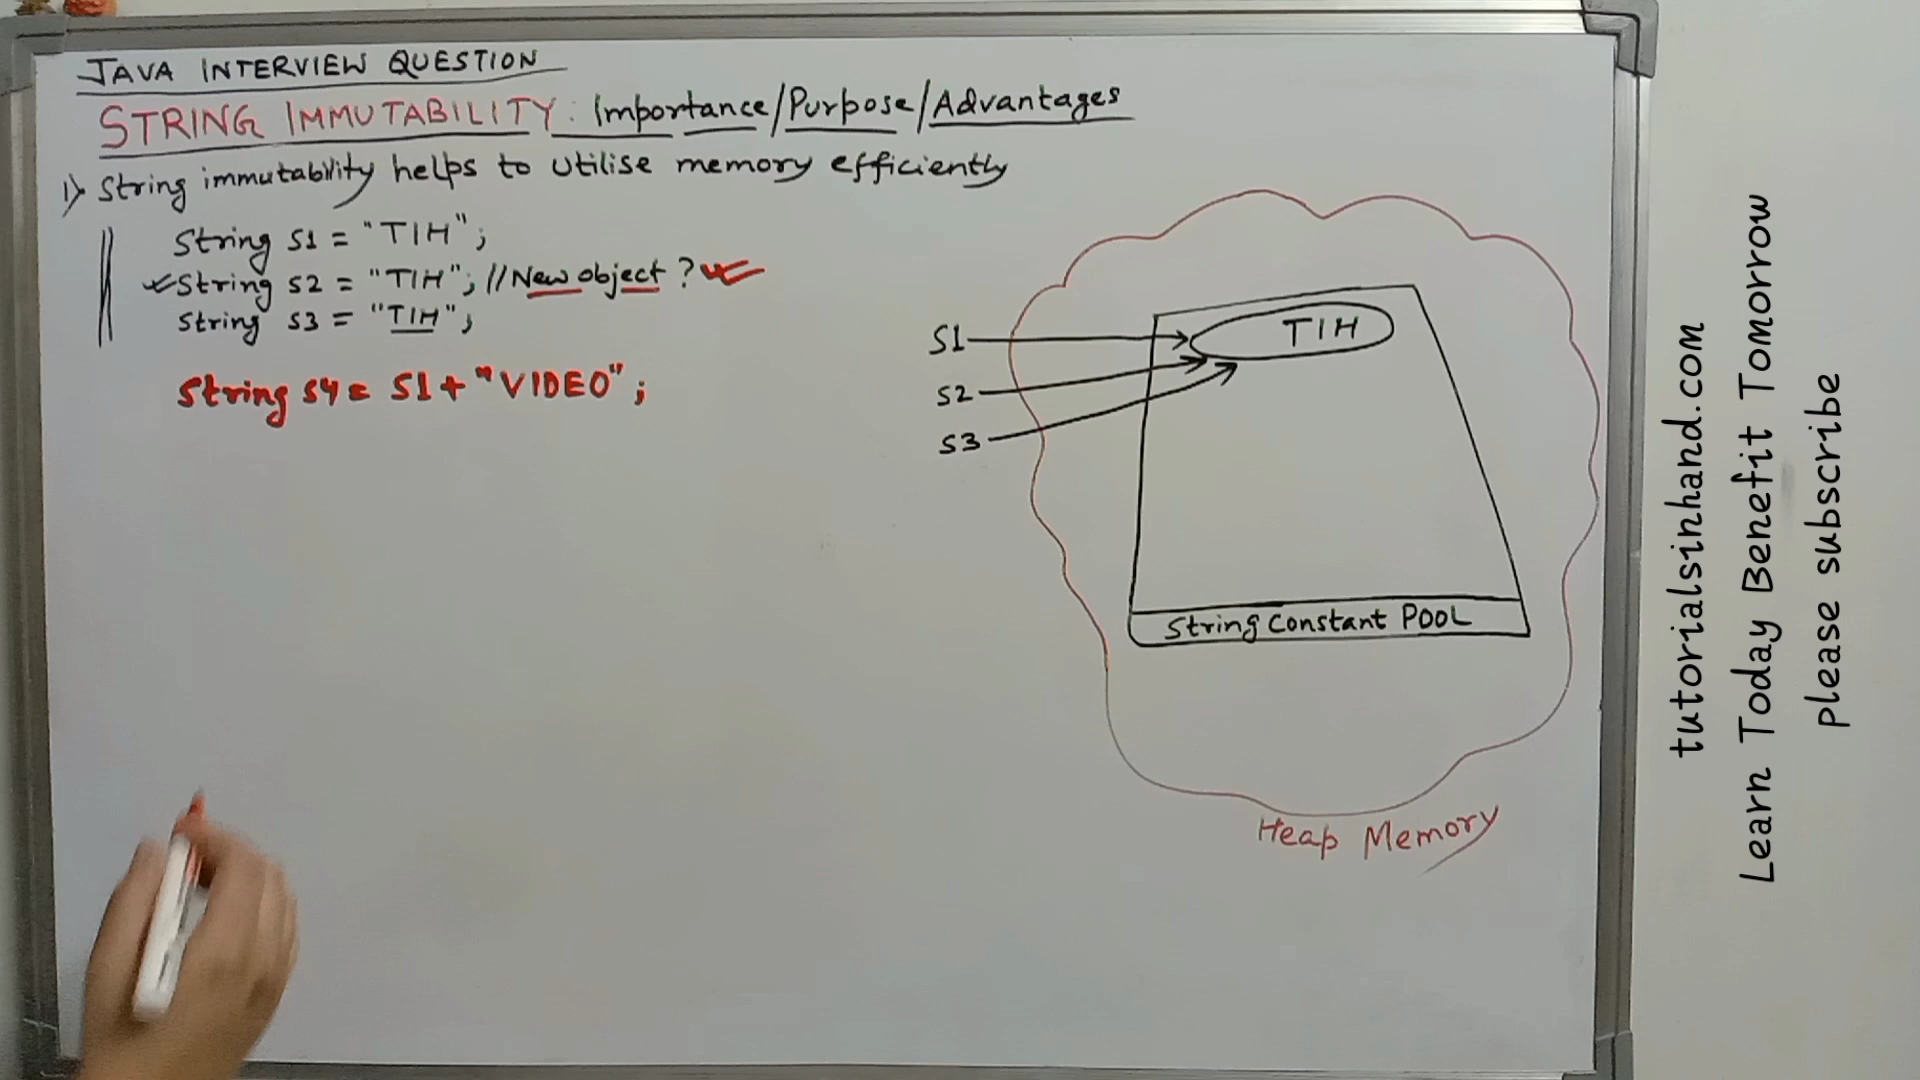 JAVA INTERVIEW QUESTION
STRING IMMUTABILITY: Importance/Purpose/Advantages
1) String immutability helps to utilise memory efficiently
String S1 = "TIH";
String S2 = "TIH"; //New object ?
String S3 = "TIH";
String S4 = S1 + "VIDEO";
S1
S2
S3
TIH
String Constant POOL
Heap Memory
tutorialsinhand.com
Learn Today Benefit Tomorrow
please subscribe